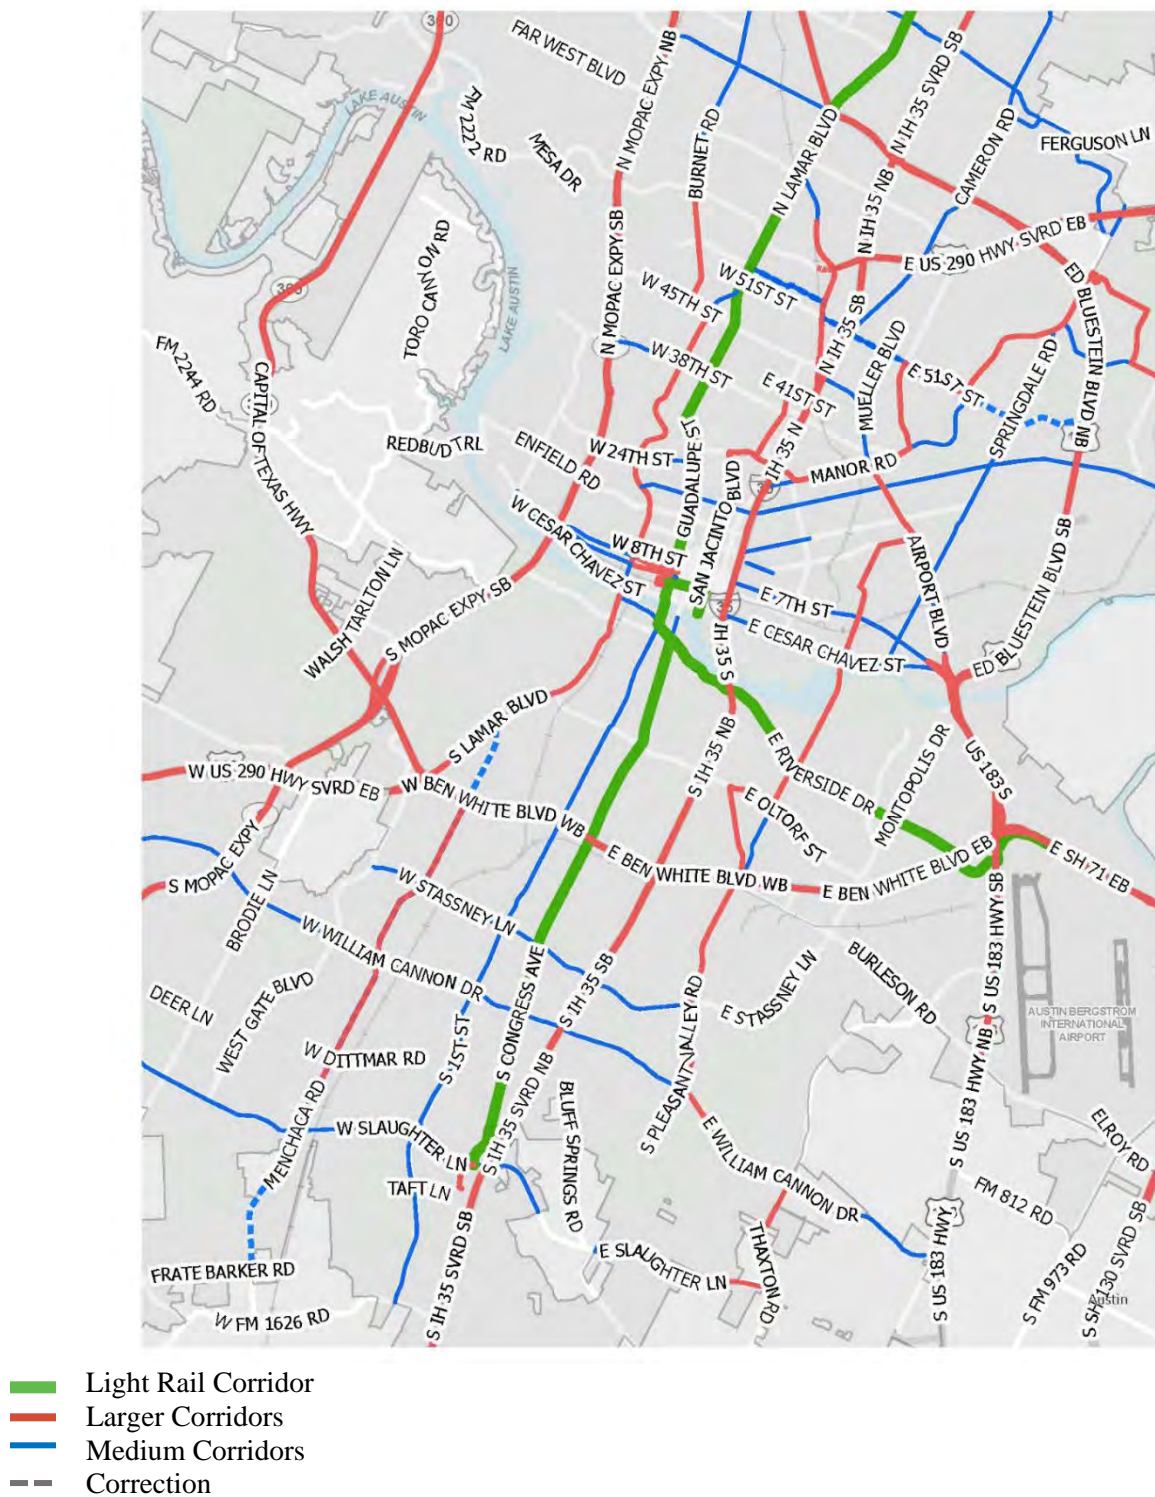 360
FAR WEST BLVD
N MOPAC EXPY NB
LAKE AUSTIN
FM 2222 RD
MESA DR
BURNET RD
N LAMAR BLVD
N IH 35 SVRD SB
CAMERON RD
FERGUSON LN
N IH 35 NB
TORO CANYON RD
LAKE AUSTIN
N MOPAC EXPY SB
W 51ST ST
E US 290 HWY SVRD EB
W 45TH ST
ED BLUESTEIN BLVD NB
360
N IH 35 SB
FM 2244 RD
W 38TH ST
MUELLER BLVD
CAPITAL OF TEXAS HWY
E 41ST ST
E 51ST ST
SPRINGDALE RD
REDBUD TRL
ENFIELD RD
W 24TH ST
GUADALUPE ST
IH 35 N
MANOR RD
W CESAR CHAVEZ ST
W 8TH ST
SAN JACINTO BLVD
35
AIRPORT BLVD
ED BLUESTEIN BLVD SB
WALSH TARLTON LN
S MOPAC EXPY SB
E 7TH ST
E CESAR CHAVEZ ST
IH 35 S
S LAMAR BLVD
S IH 35 NB
E RIVERSIDE DR
MONTOPOLIS DR
US 183 S
W US 290 HWY SVRD EB
W BEN WHITE BLVD WB
E OLTORF ST
S MOPAC EXPY
E BEN WHITE BLVD WB
E BEN WHITE BLVD EB
E SH 71 EB
BRODIE LN
W STASSNEY LN
S US 183 HWY SB
W WILLIAM CANNON DR
DEER LN
WEST GATE BLVD
S CONGRESS AVE
S IH 35 SB
E STASSNEY LN
BURLESON RD
AUSTIN BERGSTROM
INTERNATIONAL
AIRPORT
W DITTMAR RD
S 1ST ST
S IH 35 SVRD NB
S PLEASANT VALLEY RD
S US 183 HWY NB
MENCHACA RD
W SLAUGHTER LN
BLUFF SPRINGS RD
E WILLIAM CANNON DR
ELROY RD
TAFT LN
FM 812 RD
FRATE BARKER RD
E SLAUGHTER LN
THAXTON RD
S US 183 HWY
S FM 973 RD
S SH 130 SVRD SB
Austin
W FM 1626 RD
S IH 35 SVRD SB
Light Rail Corridor
Larger Corridors
Medium Corridors
Correction